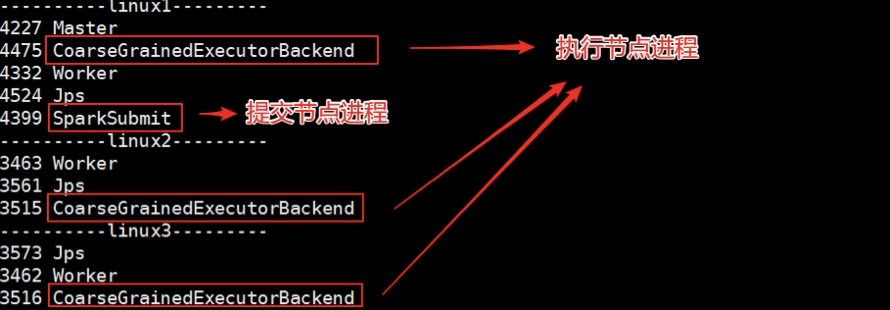 ----------linux1---------
4227 Master
4475 CoarseGrainedExecutorBackend
执行节点进程
4332 Worker
4524 Jps
4399 SparkSubmit
提交节点进程
----------linux2---------
3463 Worker
3561 Jps
3515 CoarseGrainedExecutorBackend
----------linux3---------
3573 Jps
3462 Worker
3516 CoarseGrainedExecutorBackend